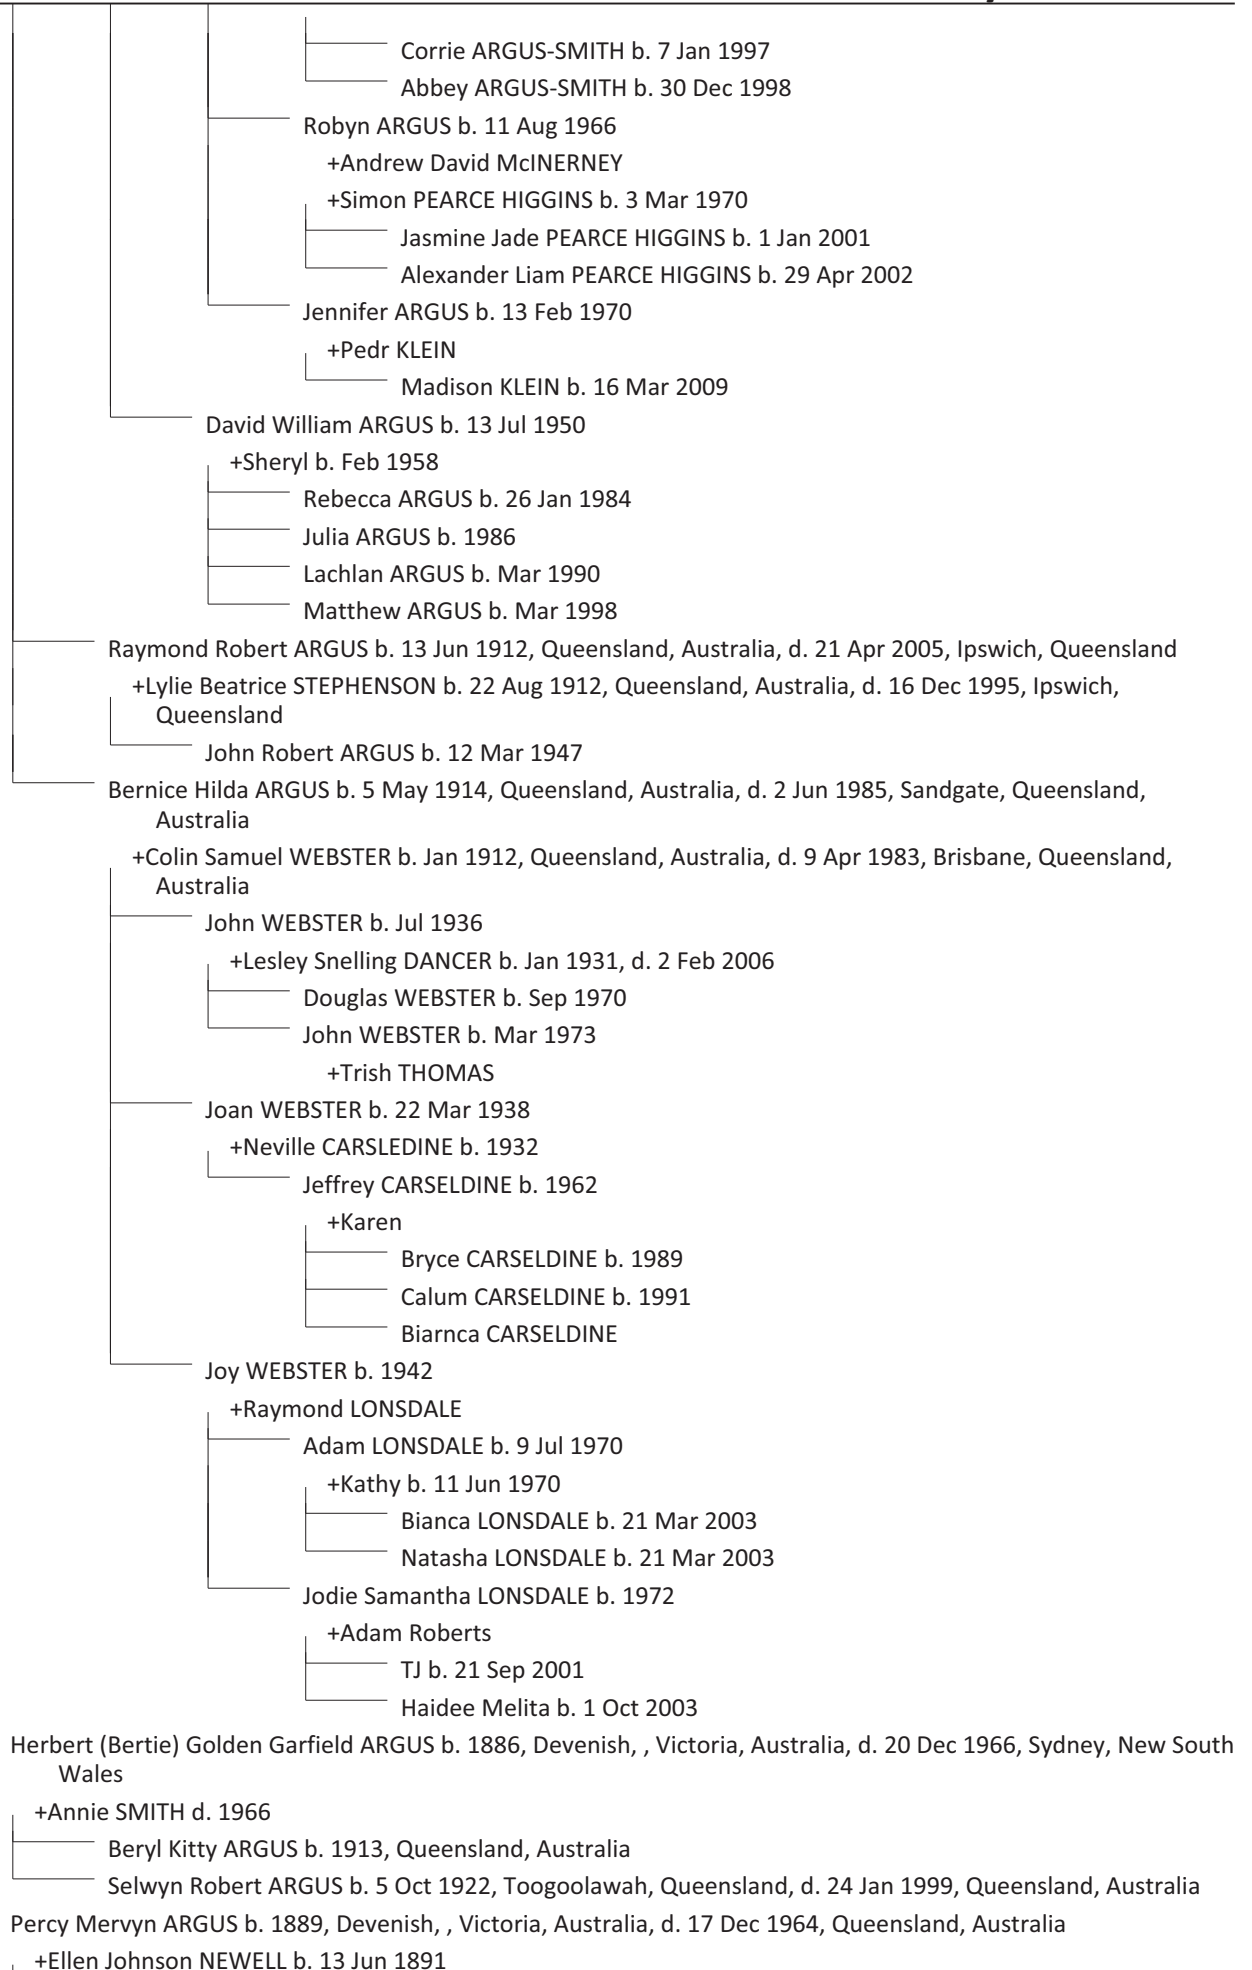 Corrie ARGUS-SMITH b. 7 Jan 1997
Abbey ARGUS-SMITH b. 30 Dec 1998
Robyn ARGUS b. 11 Aug 1966
+Andrew David McINERNEY
+Simon PEARCE HIGGINS b. 3 Mar 1970
Jasmine Jade PEARCE HIGGINS b. 1 Jan 2001
Alexander Liam PEARCE HIGGINS b. 29 Apr 2002
Jennifer ARGUS b. 13 Feb 1970
+Pedr KLEIN
Madison KLEIN b. 16 Mar 2009
David William ARGUS b. 13 Jul 1950
+Sheryl b. Feb 1958
Rebecca ARGUS b. 26 Jan 1984
Julia ARGUS b. 1986
Lachlan ARGUS b. Mar 1990
Matthew ARGUS b. Mar 1998
Raymond Robert ARGUS b. 13 Jun 1912, Queensland, Australia, d. 21 Apr 2005, Ipswich, Queensland
+Lylie Beatrice STEPHENSON b. 22 Aug 1912, Queensland, Australia, d. 16 Dec 1995, Ipswich,
Queensland
John Robert ARGUS b. 12 Mar 1947
Bernice Hilda ARGUS b. 5 May 1914, Queensland, Australia, d. 2 Jun 1985, Sandgate, Queensland,
Australia
+Colin Samuel WEBSTER b. Jan 1912, Queensland, Australia, d. 9 Apr 1983, Brisbane, Queensland,
Australia
John WEBSTER b. Jul 1936
+Lesley Snelling DANCER b. Jan 1931, d. 2 Feb 2006
Douglas WEBSTER b. Sep 1970
John WEBSTER b. Mar 1973
+Trish THOMAS
Joan WEBSTER b. 22 Mar 1938
+Neville CARSLEDINE b. 1932
Jeffrey CARSELDINE b. 1962
+Karen
Bryce CARSELDINE b. 1989
Calum CARSELDINE b. 1991
Biarnca CARSELDINE
Joy WEBSTER b. 1942
+Raymond LONSDALE
Adam LONSDALE b. 9 Jul 1970
+Kathy b. 11 Jun 1970
Bianca LONSDALE b. 21 Mar 2003
Natasha LONSDALE b. 21 Mar 2003
Jodie Samantha LONSDALE b. 1972
+Adam Roberts
TJ b. 21 Sep 2001
Haidee Melita b. 1 Oct 2003
Herbert (Bertie) Golden Garfield ARGUS b. 1886, Devenish, , Victoria, Australia, d. 20 Dec 1966, Sydney, New South
Wales
+Annie SMITH d. 1966
Beryl Kitty ARGUS b. 1913, Queensland, Australia
Selwyn Robert ARGUS b. 5 Oct 1922, Toogoolawah, Queensland, d. 24 Jan 1999, Queensland, Australia
Percy Mervyn ARGUS b. 1889, Devenish, , Victoria, Australia, d. 17 Dec 1964, Queensland, Australia
+Ellen Johnson NEWELL b. 13 Jun 1891